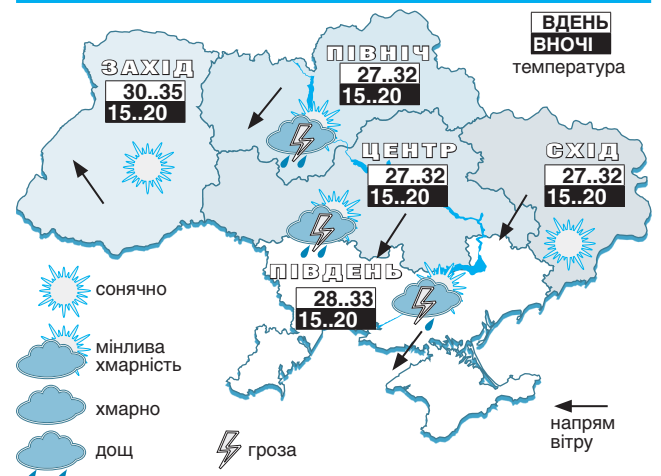 ВДЕНЬ
ВНОЧІ
температура
ПІВНІЧ
27..32
15..20
ЗАХІД
30..35
15..20
ЦЕНТР
27..32
15..20
СХІД
27..32
15..20
ПІВДЕНЬ
28..33
15..20
сонячно
мінлива
хмарність
хмарно
дощ
гроза
напрям
вітру